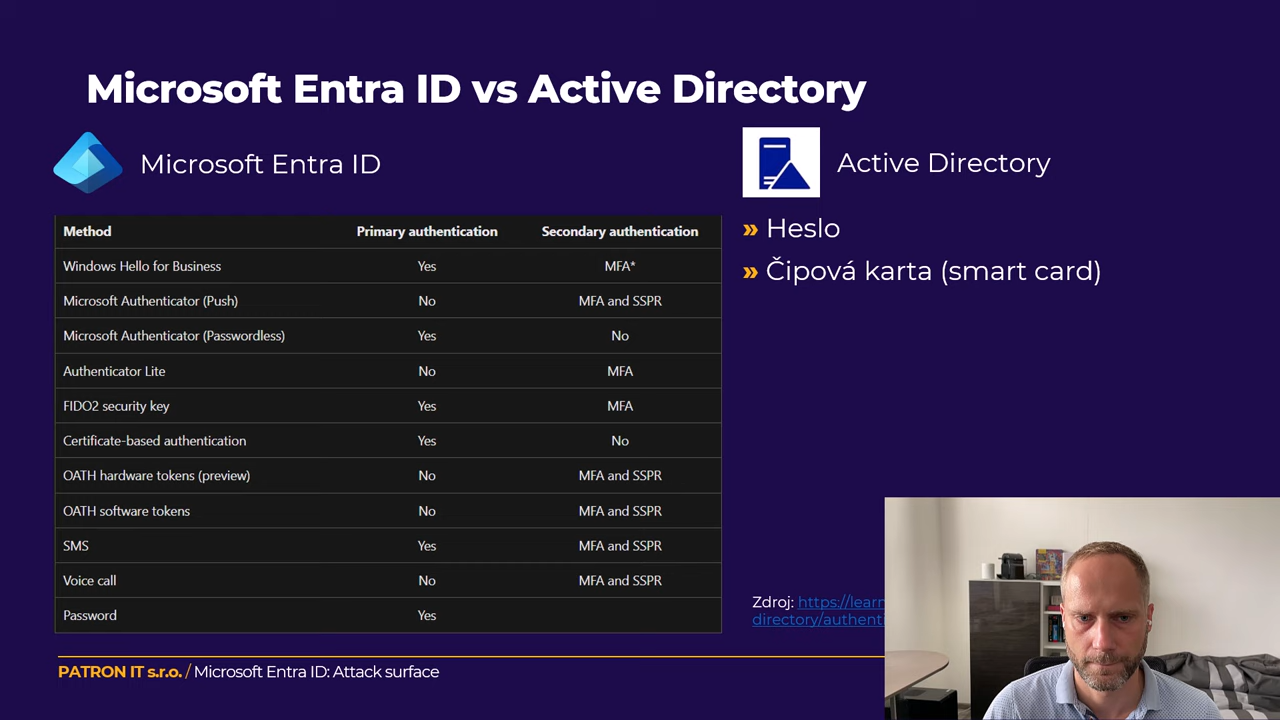 Microsoft Entra ID vs Active Directory
Microsoft Entra ID
Method Primary authentication Secondary authentication
Windows Hello for Business Yes MFA*
Microsoft Authenticator (Push) No MFA and SSPR
Microsoft Authenticator (Passwordless) Yes No
Authenticator Lite No MFA
FIDO2 security key Yes MFA
Certificate-based authentication Yes No
OATH hardware tokens (preview) No MFA and SSPR
OATH software tokens No MFA and SSPR
SMS Yes MFA and SSPR
Voice call No MFA and SSPR
Password Yes
Active Directory
» Heslo
» Čipová karta (smart card)
Zdroj: https://learn
directory/authenti
PATRON IT s.r.o. / Microsoft Entra ID: Attack surface